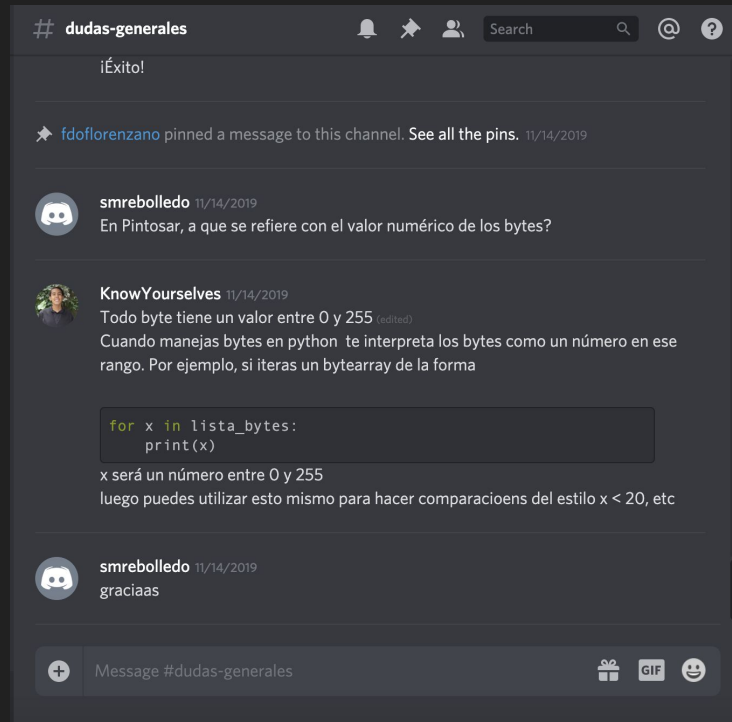 # dudas-generales
Search
@
?
¡Éxito!
fdoflorenzano pinned a message to this channel. See all the pins. 11/14/2019
smrebolledo 11/14/2019
En Pintosar, a que se refiere con el valor numérico de los bytes?
KnowYourselves 11/14/2019
Todo byte tiene un valor entre 0 y 255 (edited)
Cuando manejas bytes en python te interpreta los bytes como un número en ese
rango. Por ejemplo, si iteras un bytearray de la forma
for x in lista_bytes:
    print(x)
x será un número entre 0 y 255
luego puedes utilizar esto mismo para hacer comparacioens del estilo x < 20, etc
smrebolledo 11/14/2019
graciaas
Message #dudas-generales
GIF